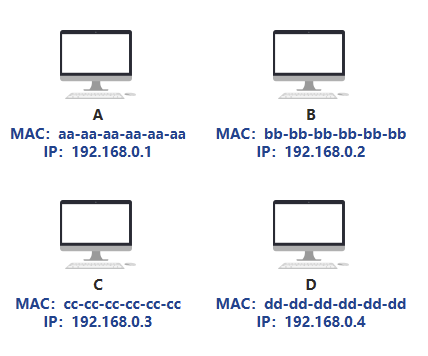 A
MAC：aa-aa-aa-aa-aa-aa
IP：192.168.0.1
B
MAC：bb-bb-bb-bb-bb-bb
IP：192.168.0.2
C
MAC：cc-cc-cc-cc-cc-cc
IP：192.168.0.3
D
MAC：dd-dd-dd-dd-dd-dd
IP：192.168.0.4